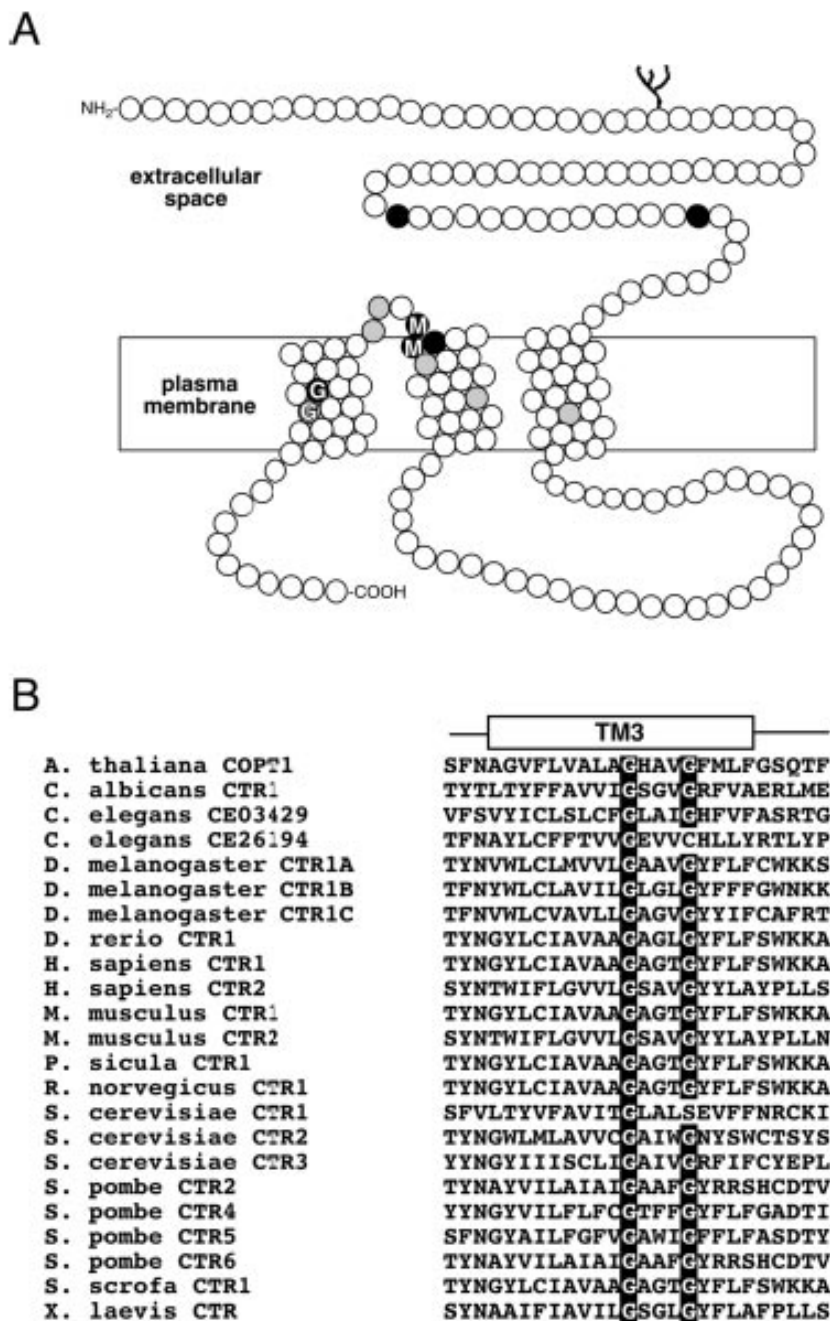 A
NH2-
extracellular
space
M
M
plasma
membrane
G
G
-COOH
B
TM3
A. thaliana COPT1 SFNAGVFLVALAGHAVGFMLFGSQTF
C. albicans CTR1 TYTLTYFFAVVIGSGVGRFVAERLME
C. elegans CE03429 VFSVYICLSLCFGLAIGHFVFASRTG
C. elegans CE26194 TFNAYLCFFTVVGEVVCHLLYRTLYP
D. melanogaster CTR1A TYNVWLCLMVVLGAAVGYFLFCWKKS
D. melanogaster CTR1B TFNYWLCLAVILGLGLGYFFFGWNKK
D. melanogaster CTR1C TFNVWLCVAVLLGAGVGYYIFCAFRT
D. rerio CTR1 TYNGYLCIAVAAGAGLGYFLFSWKKA
H. sapiens CTR1 TYNGYLCIAVAAGAGTGYFLFSWKKA
H. sapiens CTR2 SYNTWIFLGVVLGSAVGYYLAYPLLS
M. musculus CTR1 TYNGYLCIAVAAGAGTGYFLFSWKKA
M. musculus CTR2 SYNTWIFLGVVLGSAVGYYLAYPLLN
P. sicula CTR1 TYNGYLCIAVAAGAGTGYFLFSWKKA
R. norvegicus CTR1 TYNGYLCIAVAAGAGTGYFLFSWKKA
S. cerevisiae CTR1 SFVLTYVFAVITGLALSEVFFNRCKI
S. cerevisiae CTR2 TYNGWLMLAVVCGAIWGNYSWCTSYS
S. cerevisiae CTR3 YYNGYIIISCLIGAIVGRFIFCYEPL
S. pombe CTR2 TYNAYVILAIAIGAAFGYRRSHCDTV
S. pombe CTR4 YYNGYVILFLFCGTFFGYFLFGADTI
S. pombe CTR5 SFNGYAILFGFVGAWIGFFLFASDTY
S. pombe CTR6 TYNAYVILAIAIGAAFGYRRSHCDTV
S. scrofa CTR1 TYNGYLCIAVAAGAGTGYFLFSWKKA
X. laevis CTR SYNAAIFIAVILGSGLGYFLAFPLLS